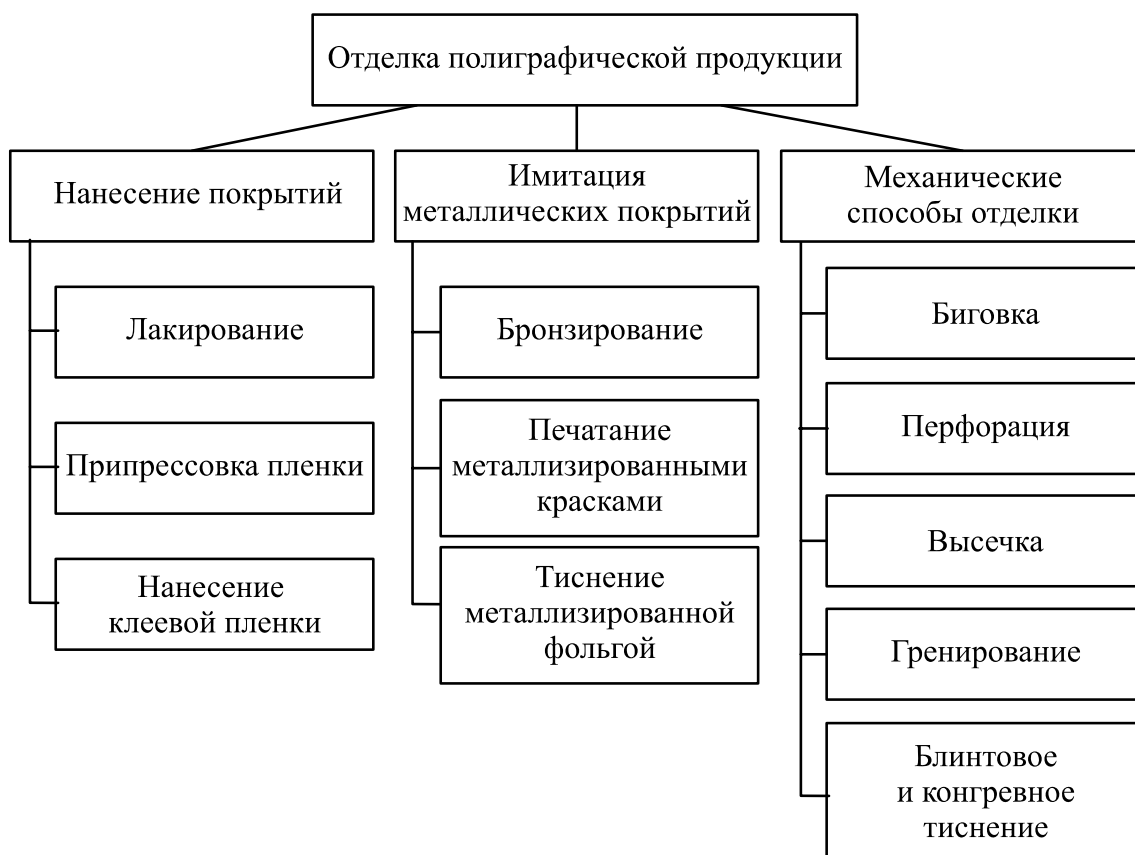 Отделка полиграфической продукции
Нанесение покрытий
Лакирование
Припрессовка пленки
Нанесение
клеевой пленки
Имитация
металлических покрытий
Бронзирование
Печатание
металлизированными
красками
Тиснение
металлизированной
фольгой
Механические
способы отделки
Биговка
Перфорация
Высечка
Гренирование
Блинтовое
и конгревное
тиснение